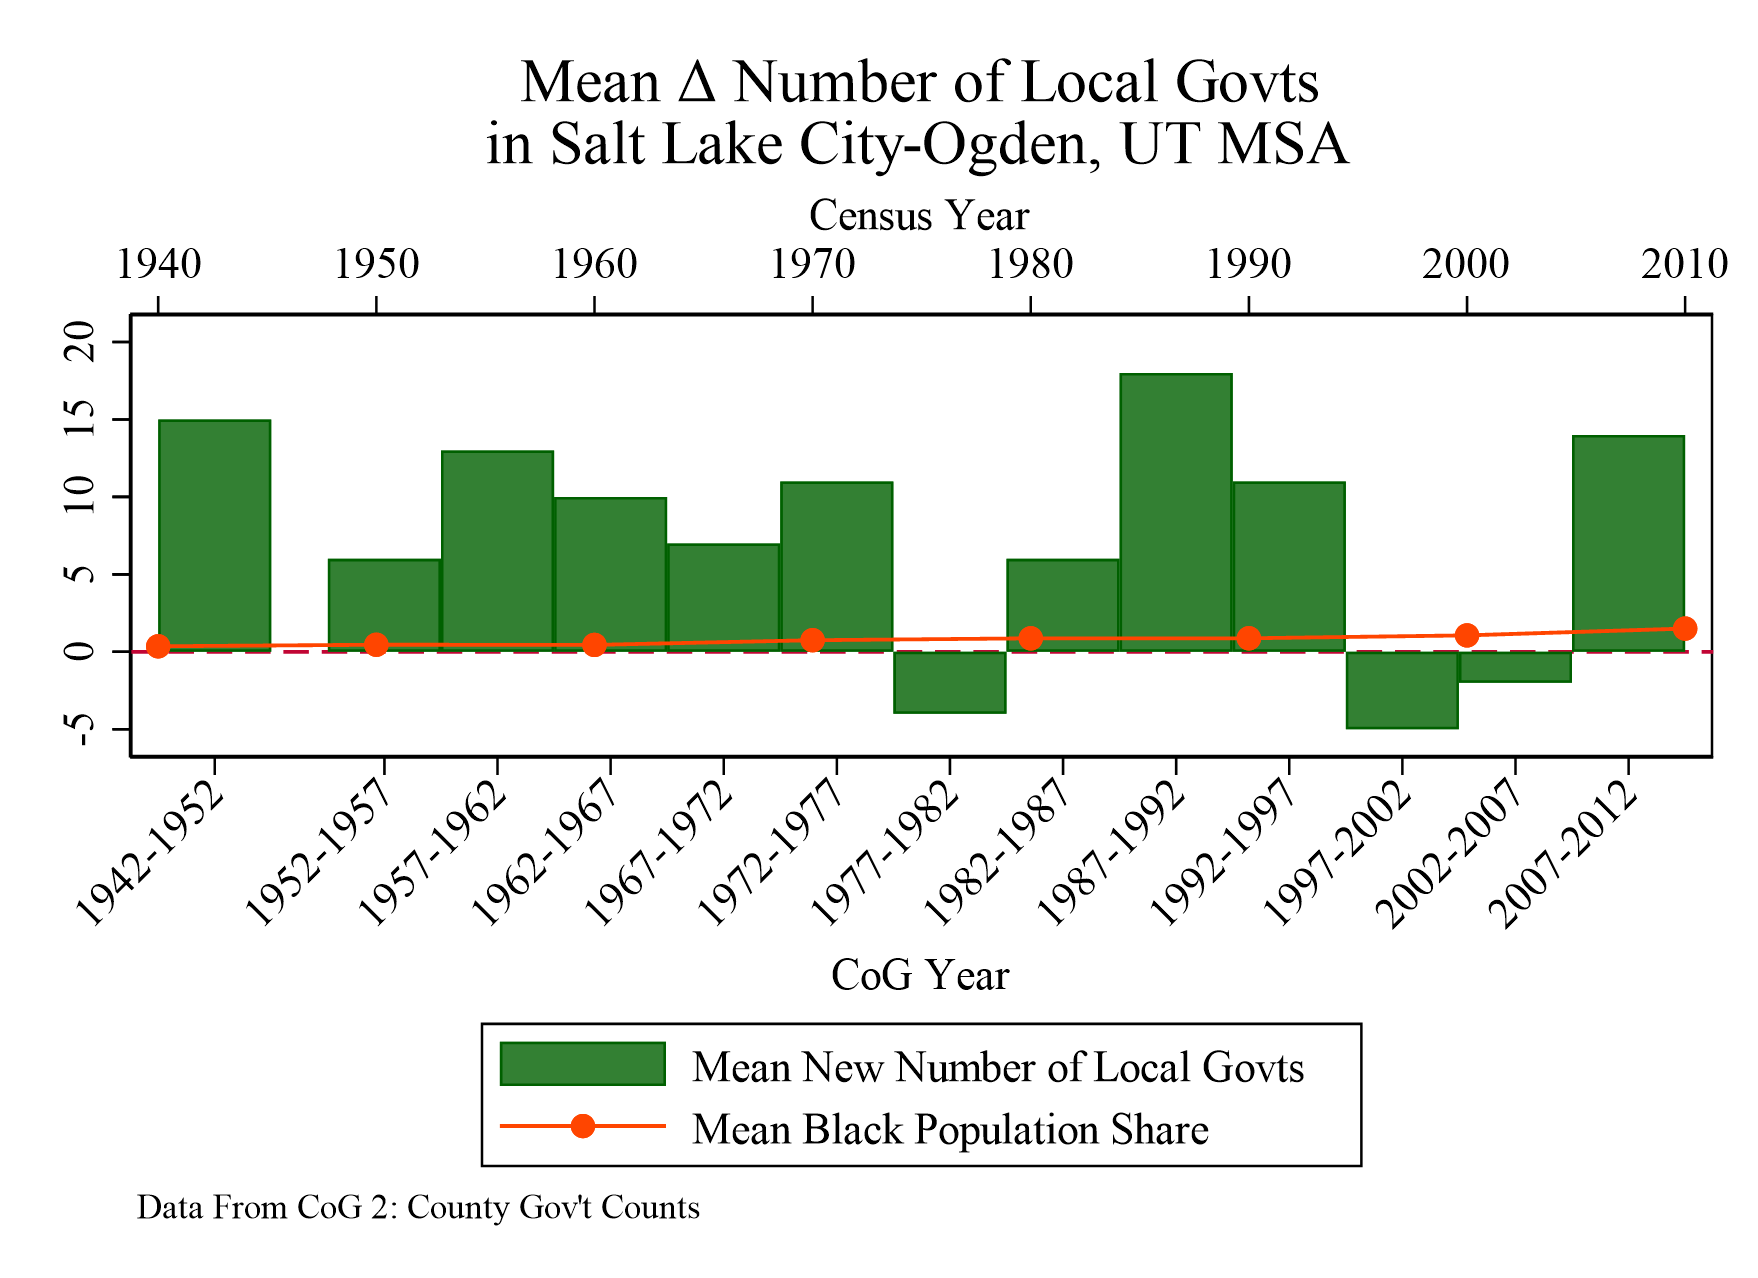 Mean Δ Number of Local Govts
in Salt Lake City-Ogden, UT MSA
Census Year
1940 1950 1960 1970 1980 1990 2000 2010
20
15
10
5
0
-5
1942-1952 1952-1957 1957-1962 1962-1967 1967-1972 1972-1977 1977-1982 1982-1987 1987-1992 1992-1997 1997-2002 2002-2007 2007-2012
CoG Year
Mean New Number of Local Govts
Mean Black Population Share
Data From CoG 2: County Gov't Counts